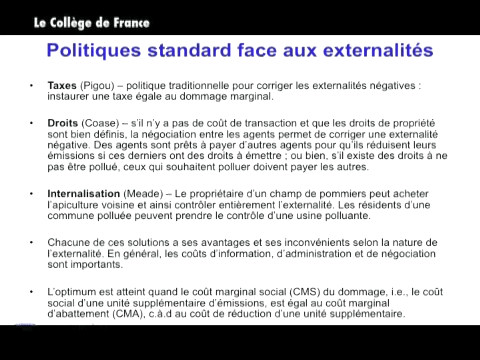 Le Collège de France
Politiques standard face aux externalités
• Taxes (Pigou) – politique traditionnelle pour corriger les externalités négatives :
instaurer une taxe égale au dommage marginal.
• Droits (Coase) – s'il n'y a pas de coût de transaction et que les droits de propriété
sont bien définis, la négociation entre les agents permet de corriger une externalité
négative. Des agents sont prêts à payer d'autres agents pour qu'ils réduisent leurs
émissions si ces derniers ont des droits à émettre ; ou bien, s'il existe des droits à ne
pas être pollué, ceux qui souhaitent polluer doivent payer les autres.
• Internalisation (Meade) – Le propriétaire d'un champ de pommiers peut acheter
l'apiculture voisine et ainsi contrôler entièrement l'externalité. Les résidents d'une
commune polluée peuvent prendre le contrôle d'une usine polluante.
• Chacune de ces solutions a ses avantages et ses inconvénients selon la nature de
l'externalité. En général, les coûts d'information, d'administration et de négociation
sont importants.
• L'optimum est atteint quand le coût marginal social (CMS) du dommage, i.e., le coût
social d'une unité supplémentaire d'émissions, est égal au coût marginal
d'abattement (CMA), c.à.d au coût de réduction d'une unité supplémentaire.